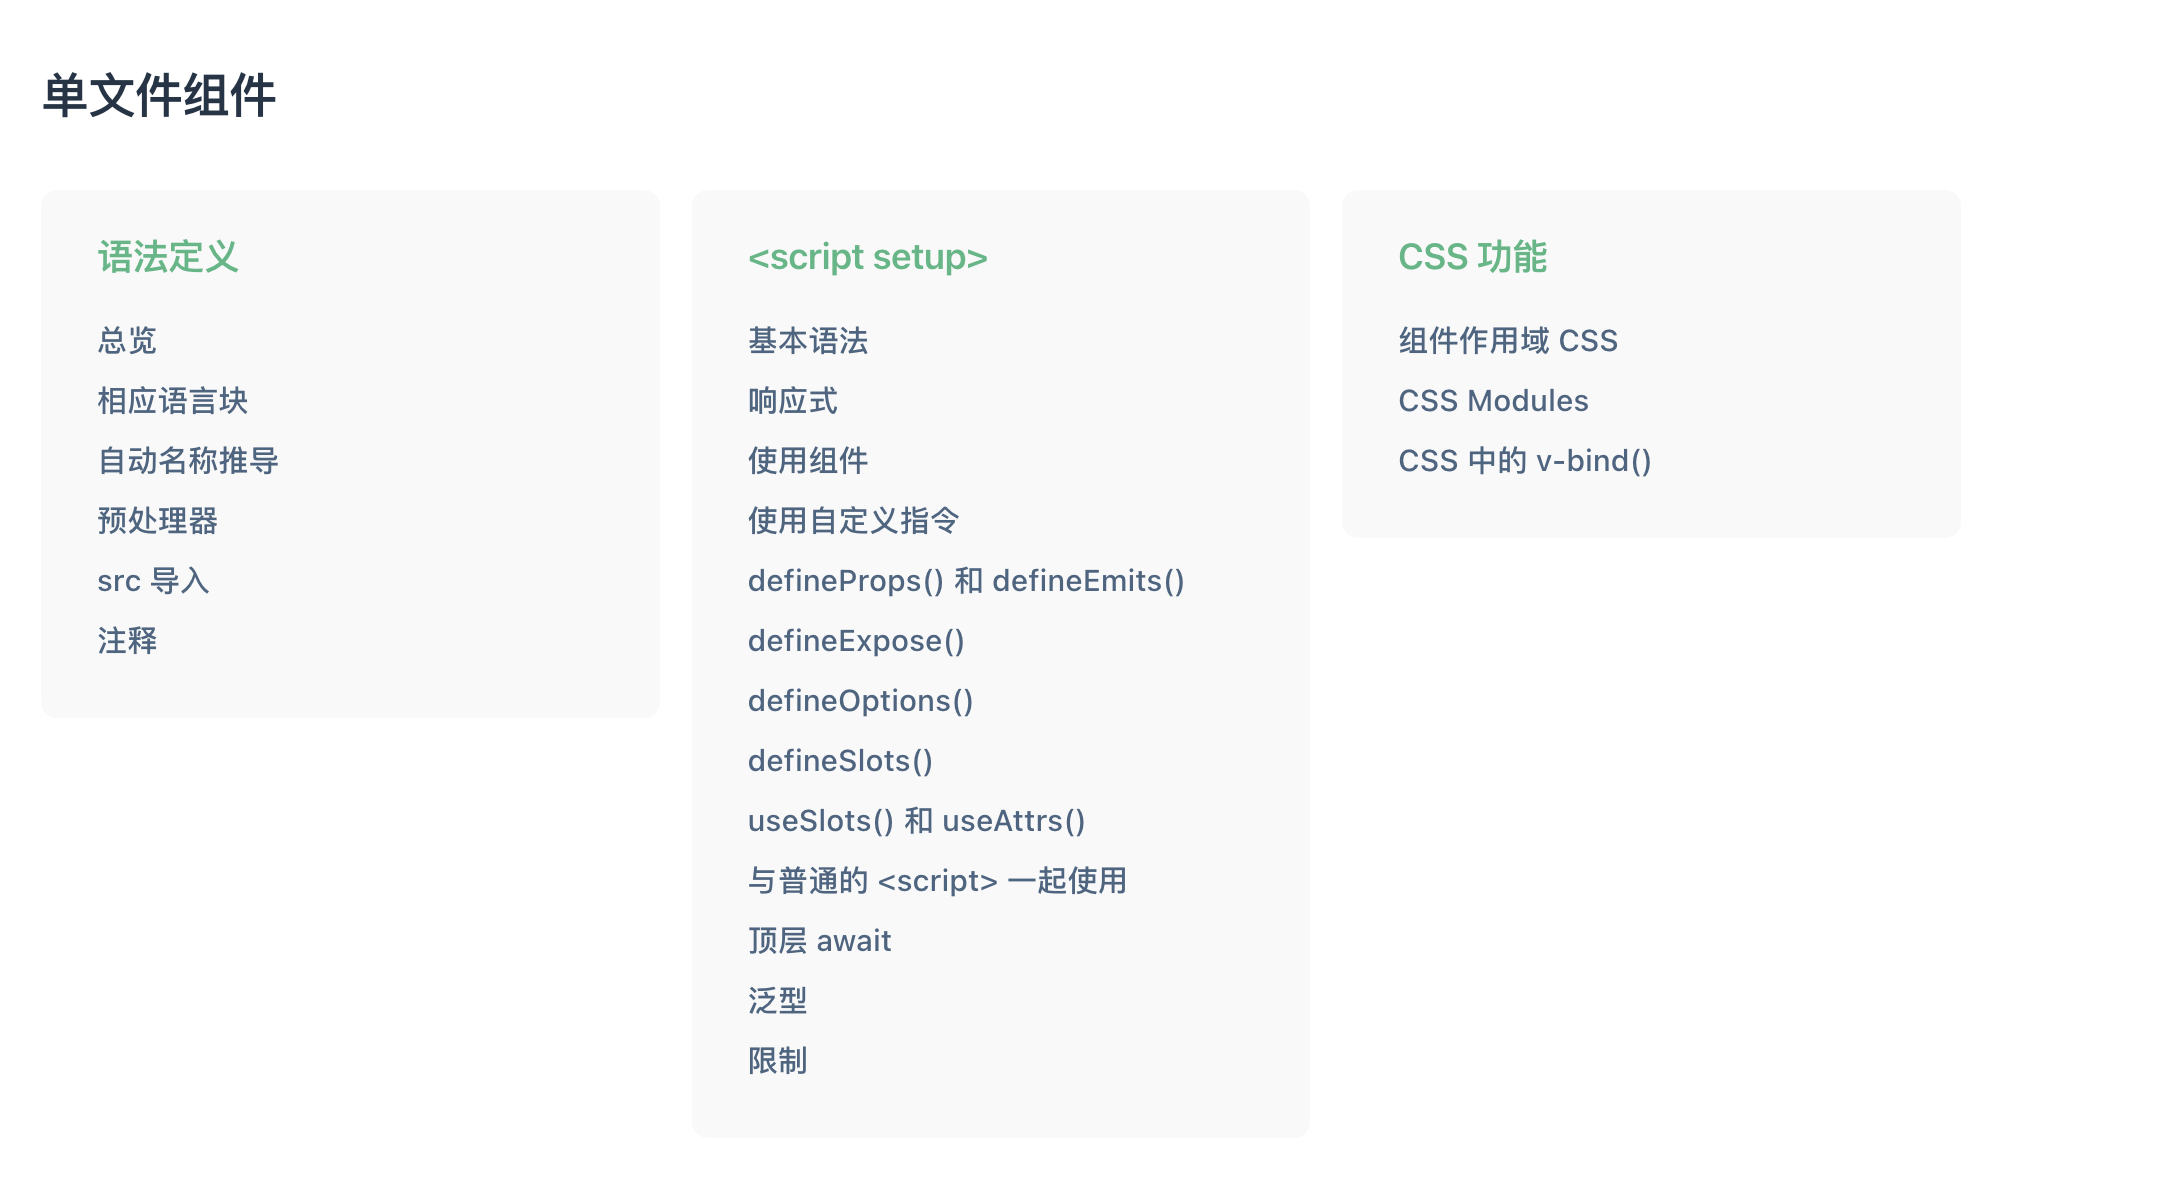 单文件组件
语法定义
总览
相应语言块
自动名称推导
预处理器
src 导入
注释
<script setup>
基本语法
响应式
使用组件
使用自定义指令
defineProps() 和 defineEmits()
defineExpose()
defineOptions()
defineSlots()
useSlots() 和 useAttrs()
与普通的 <script> 一起使用
顶层 await
泛型
限制
CSS 功能
组件作用域 CSS
CSS Modules
CSS 中的 v-bind()